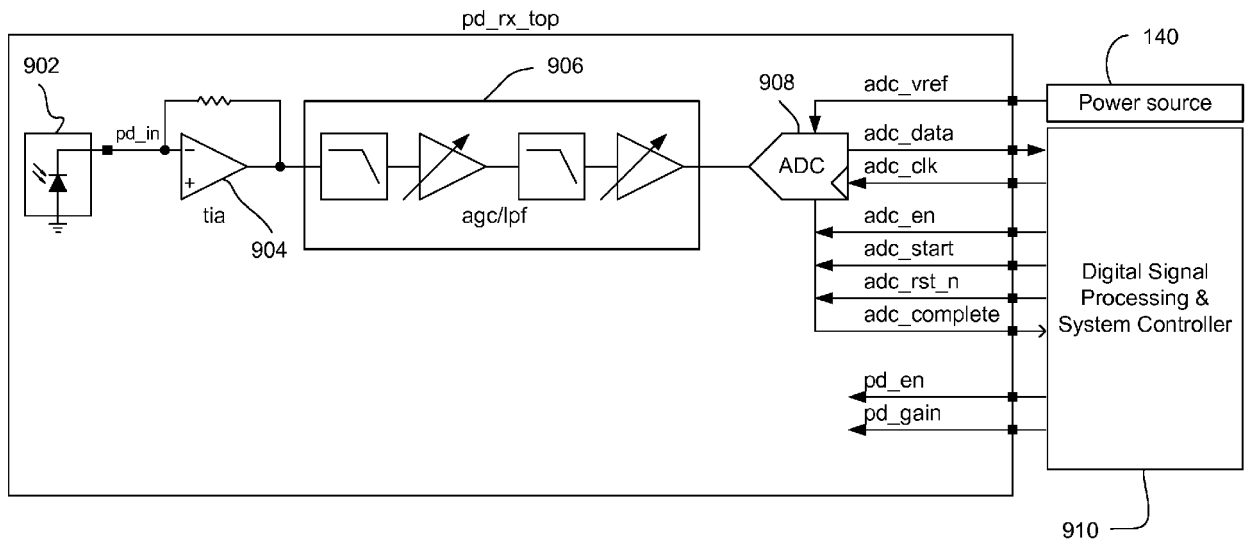 pd_rx_top
902
906
140
908
adc_vref
Power source
pd_in
adc_data
ADC
adc_clk
tia
904
agc/lpf
adc_en
adc_start
adc_rst_n
adc_complete
Digital Signal
Processing &
System Controller
pd_en
pd_gain
910